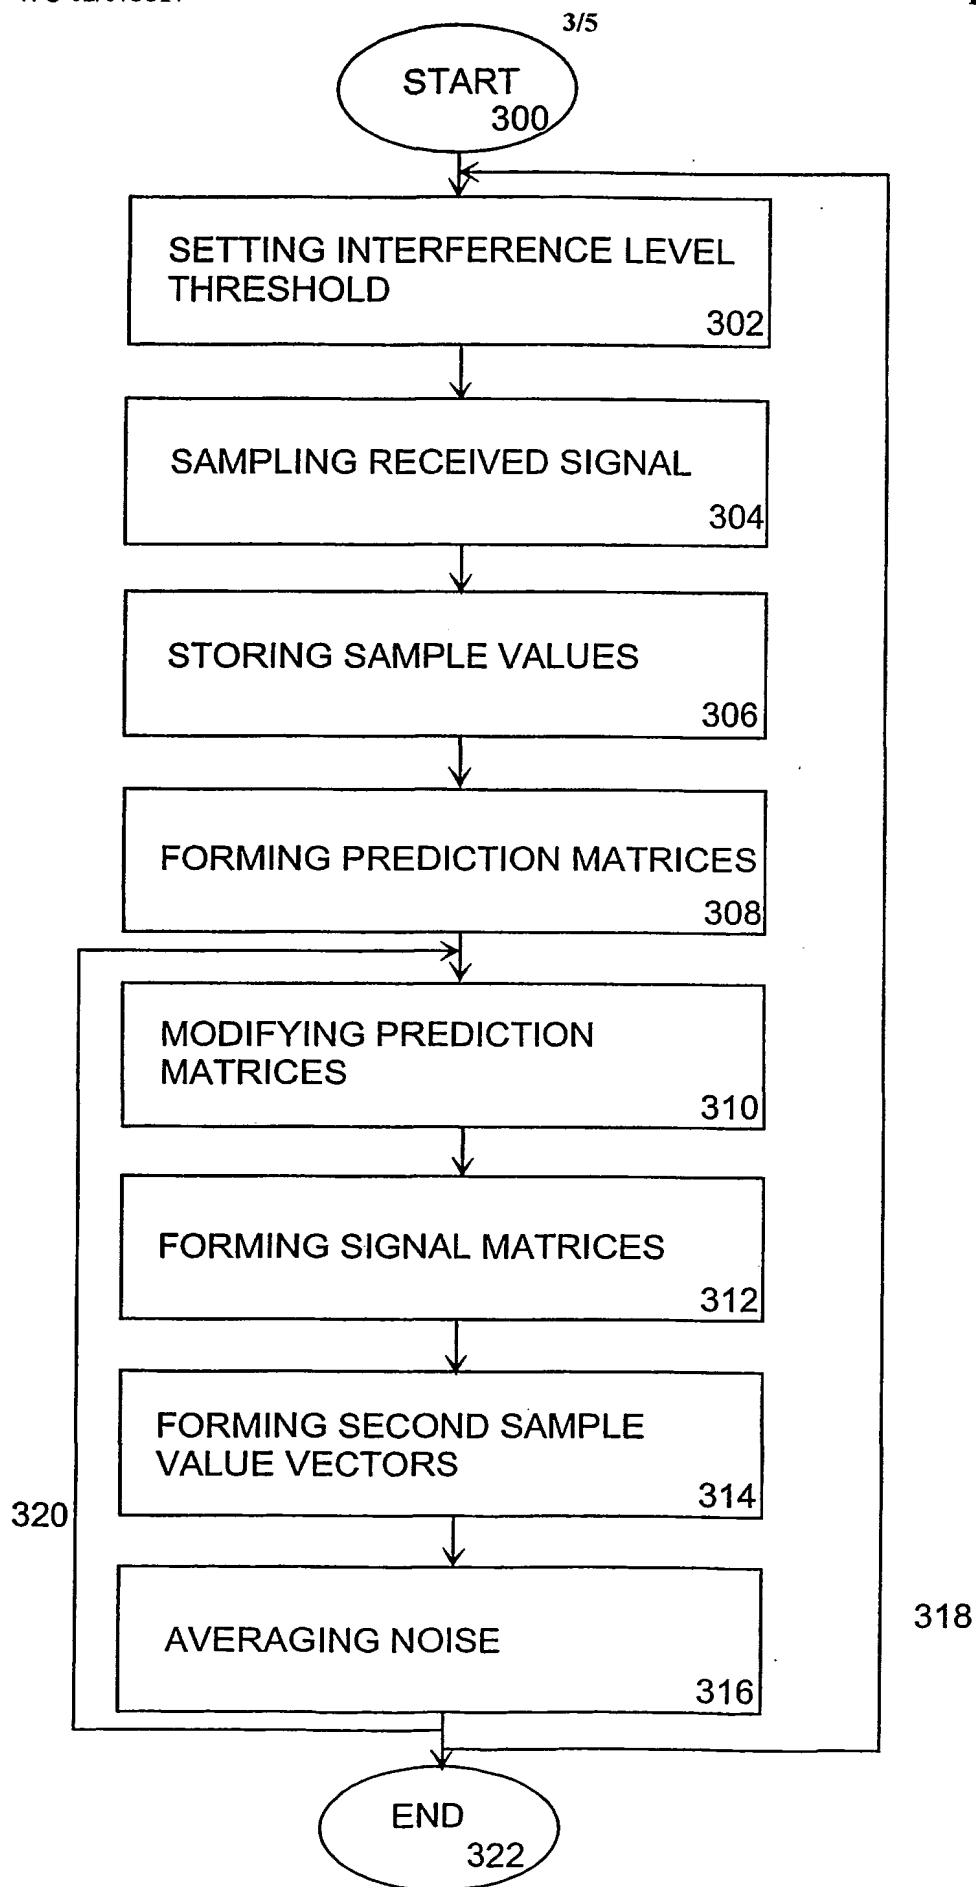 3/5
START
300
SETTING INTERFERENCE LEVEL
THRESHOLD
302
SAMPLING RECEIVED SIGNAL
304
STORING SAMPLE VALUES
306
FORMING PREDICTION MATRICES
308
MODIFYING PREDICTION
MATRICES
310
FORMING SIGNAL MATRICES
312
FORMING SECOND SAMPLE
VALUE VECTORS
314
320
AVERAGING NOISE
316
318
END
322